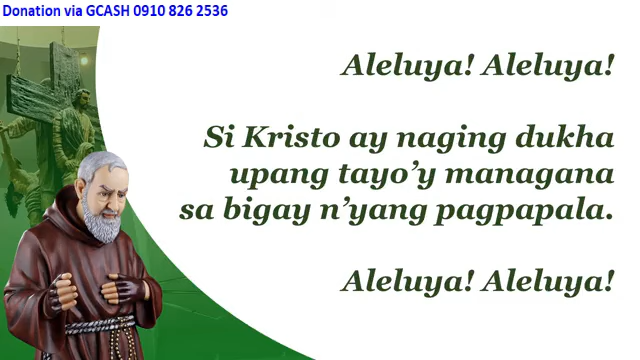 Donation via GCASH 0910 826 2536
Aleluya! Aleluya!
Si Kristo ay naging dukha
upang tayo’y managana
sa bigay n’yang pagpapala.
Aleluya! Aleluya!